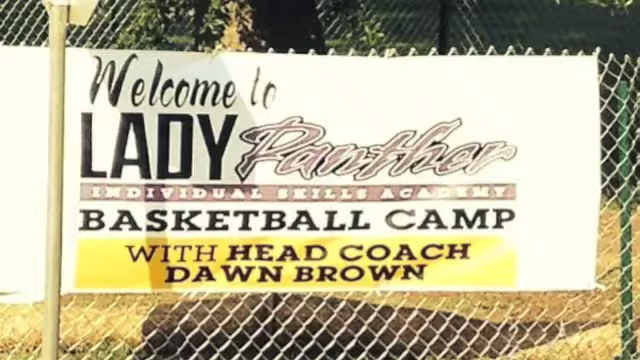 Welcome to
LADY Panther
INDIVIDUAL SKILLS ACADEMY
BASKETBALL CAMP
WITH HEAD COACH
DAWN BROWN